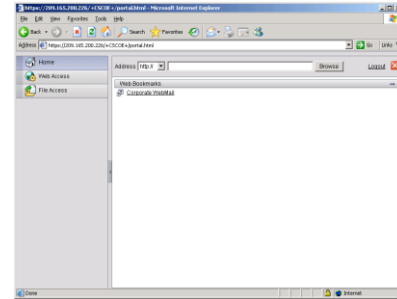 https://209.165.200.226/+CSCOE+/portal.html - Microsoft Internet Explorer
File Edit View Favorites Tools Help
Back Search Favorites
Address https://209.165.200.226/+CSCOE+/portal.html Go Links
Home
Address http:// Browse Logout
Web Access
Web Bookmarks
File Access
Corporate WebMail
Done Internet